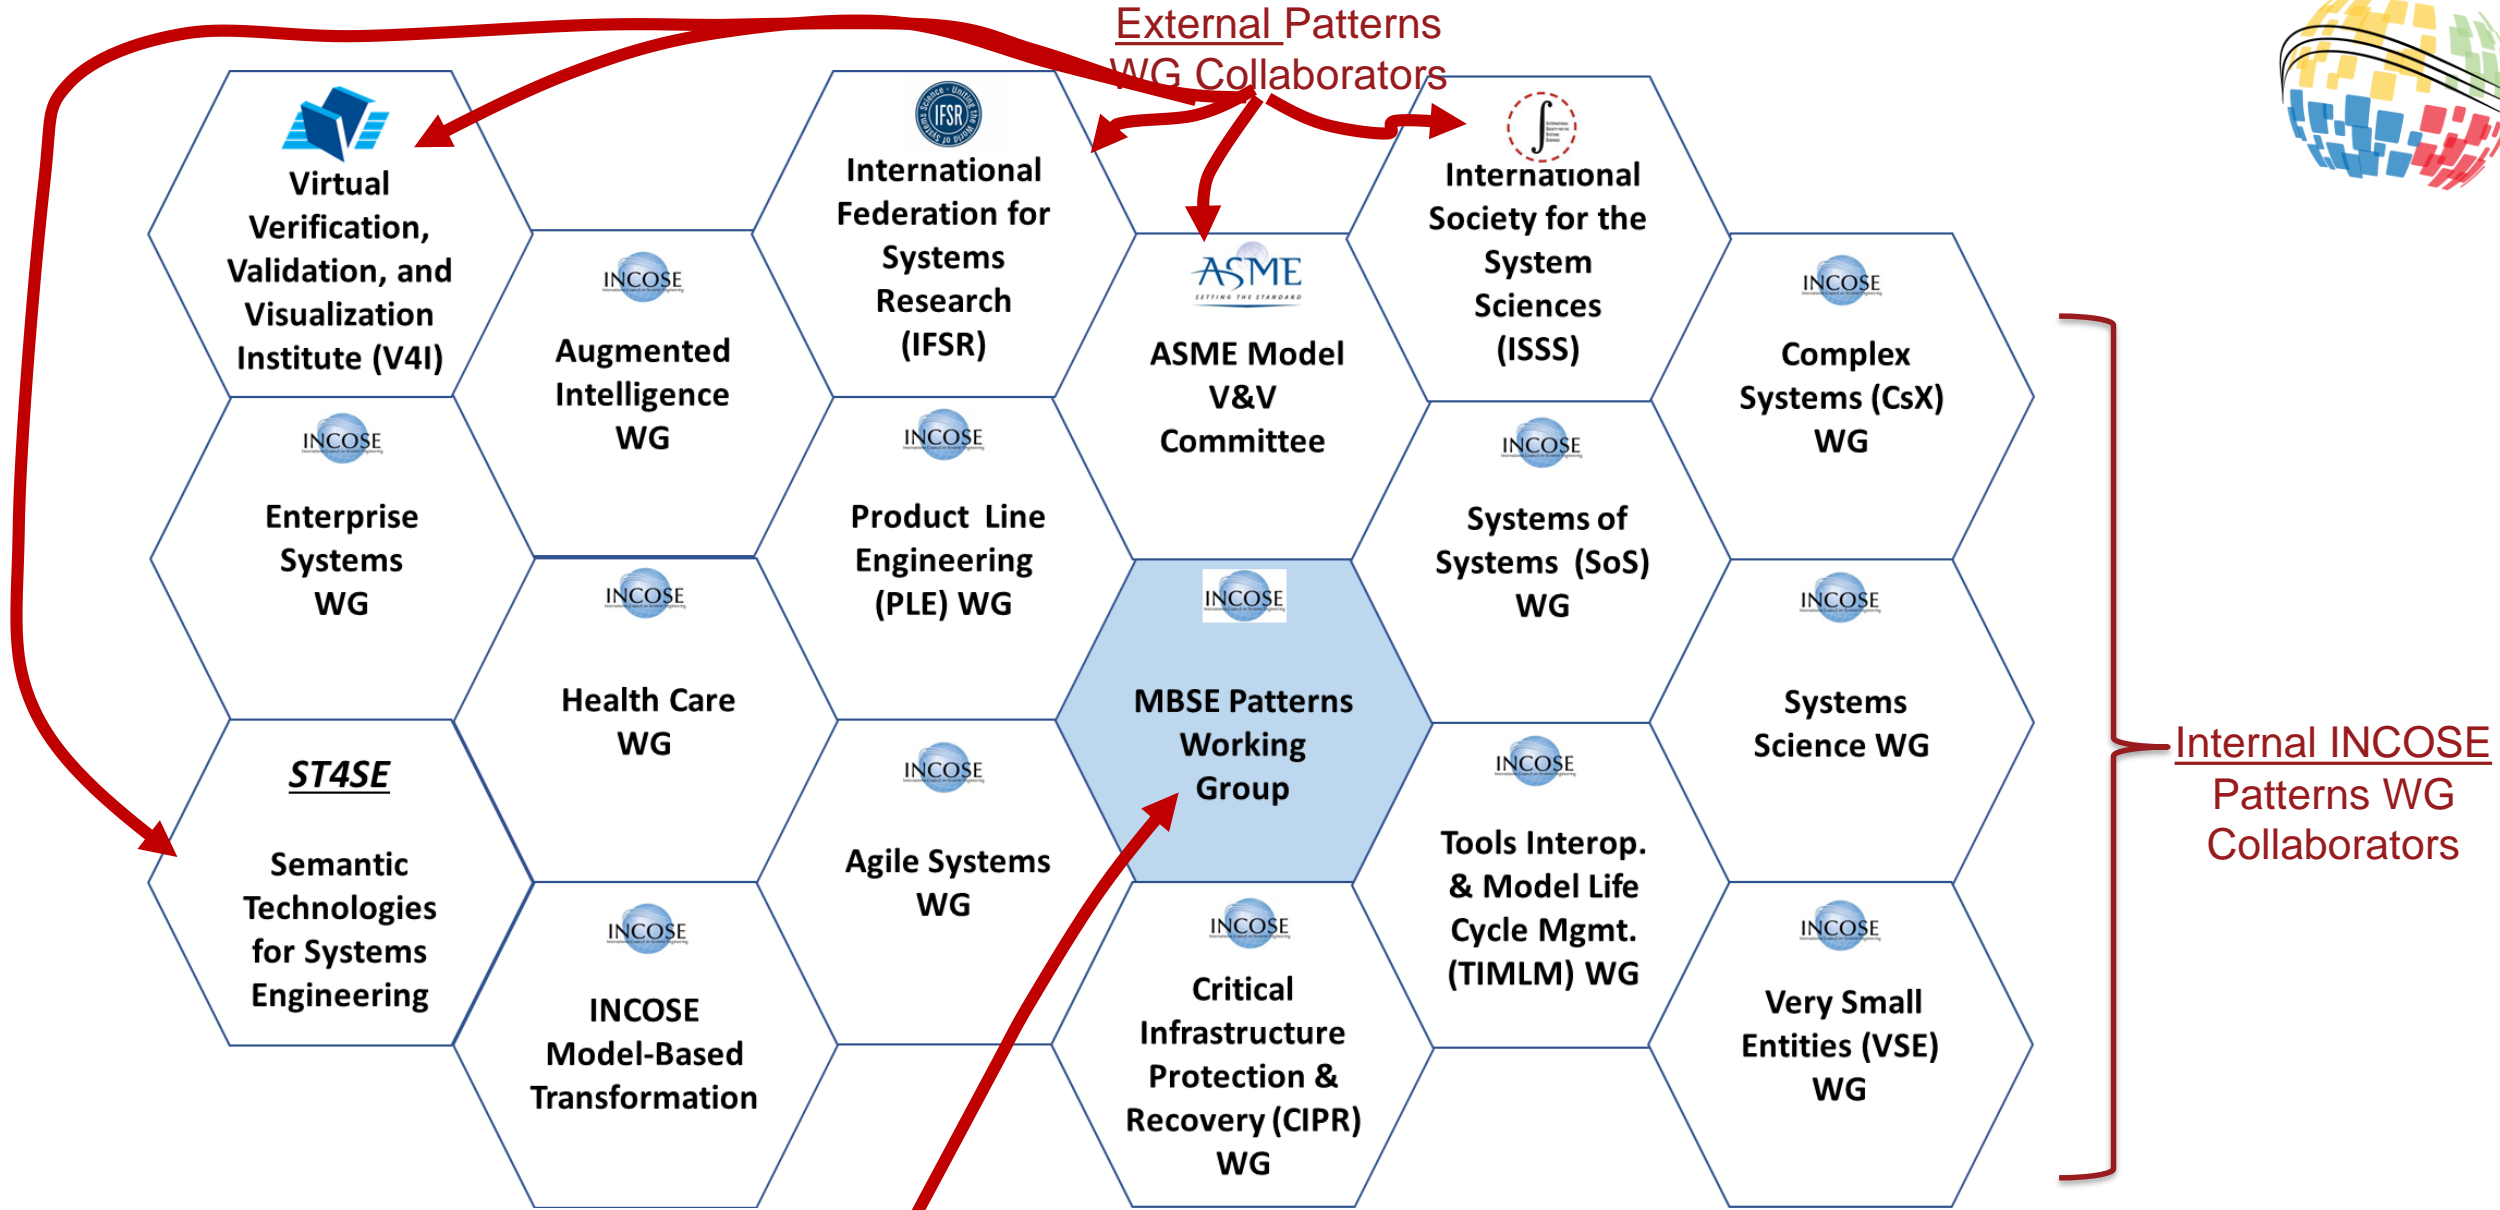 External Patterns
WG Collaborators
Virtual
Verification,
Validation, and
Visualization
Institute (V4I)
IFSR
International
Federation for
Systems
Research
(IFSR)
International
Society for the
System
Sciences
(ISSS)
INCOSE
Augmented
Intelligence
WG
ASME
SETTING THE STANDARD
ASME Model
V&V
Committee
INCOSE
Complex
Systems (CsX)
WG
INCOSE
Enterprise
Systems
WG
INCOSE
Product Line
Engineering
(PLE) WG
INCOSE
Systems of
Systems (SoS)
WG
INCOSE
Health Care
WG
INCOSE
MBSE Patterns
Working
Group
INCOSE
Systems
Science WG
ST4SE
Semantic
Technologies
for Systems
Engineering
INCOSE
Agile Systems
WG
INCOSE
Tools Interop.
& Model Life
Cycle Mgmt.
(TIMLM) WG
INCOSE
INCOSE
Model-Based
Transformation
INCOSE
Critical
Infrastructure
Protection &
Recovery (CIPR)
WG
INCOSE
Very Small
Entities (VSE)
WG
Internal INCOSE
Patterns WG
Collaborators